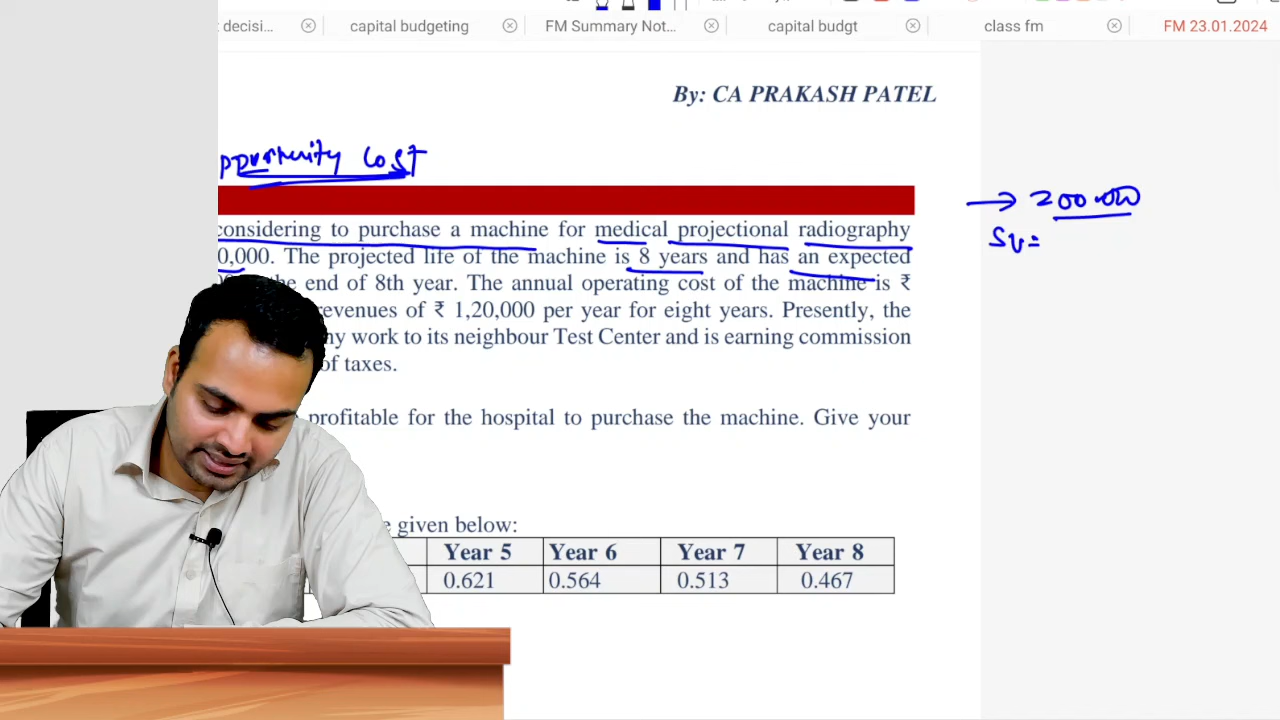 capital budgeting FM Summary Not... capital budgt class fm FM 23.01.2024
By: CA PRAKASH PATEL
Cost
→ 200.000
considering to purchase a machine for medical projectional radiography
SV=
0,000. The projected life of the machine is 8 years and has an expected
the end of 8th year. The annual operating cost of the machine is ₹
revenues of ₹ 1,20,000 per year for eight years. Presently, the
work to its neighbour Test Center and is earning commission
of taxes.
profitable for the hospital to purchase the machine. Give your
given below:
Year 5 Year 6 Year 7 Year 8
0.621 0.564 0.513 0.467